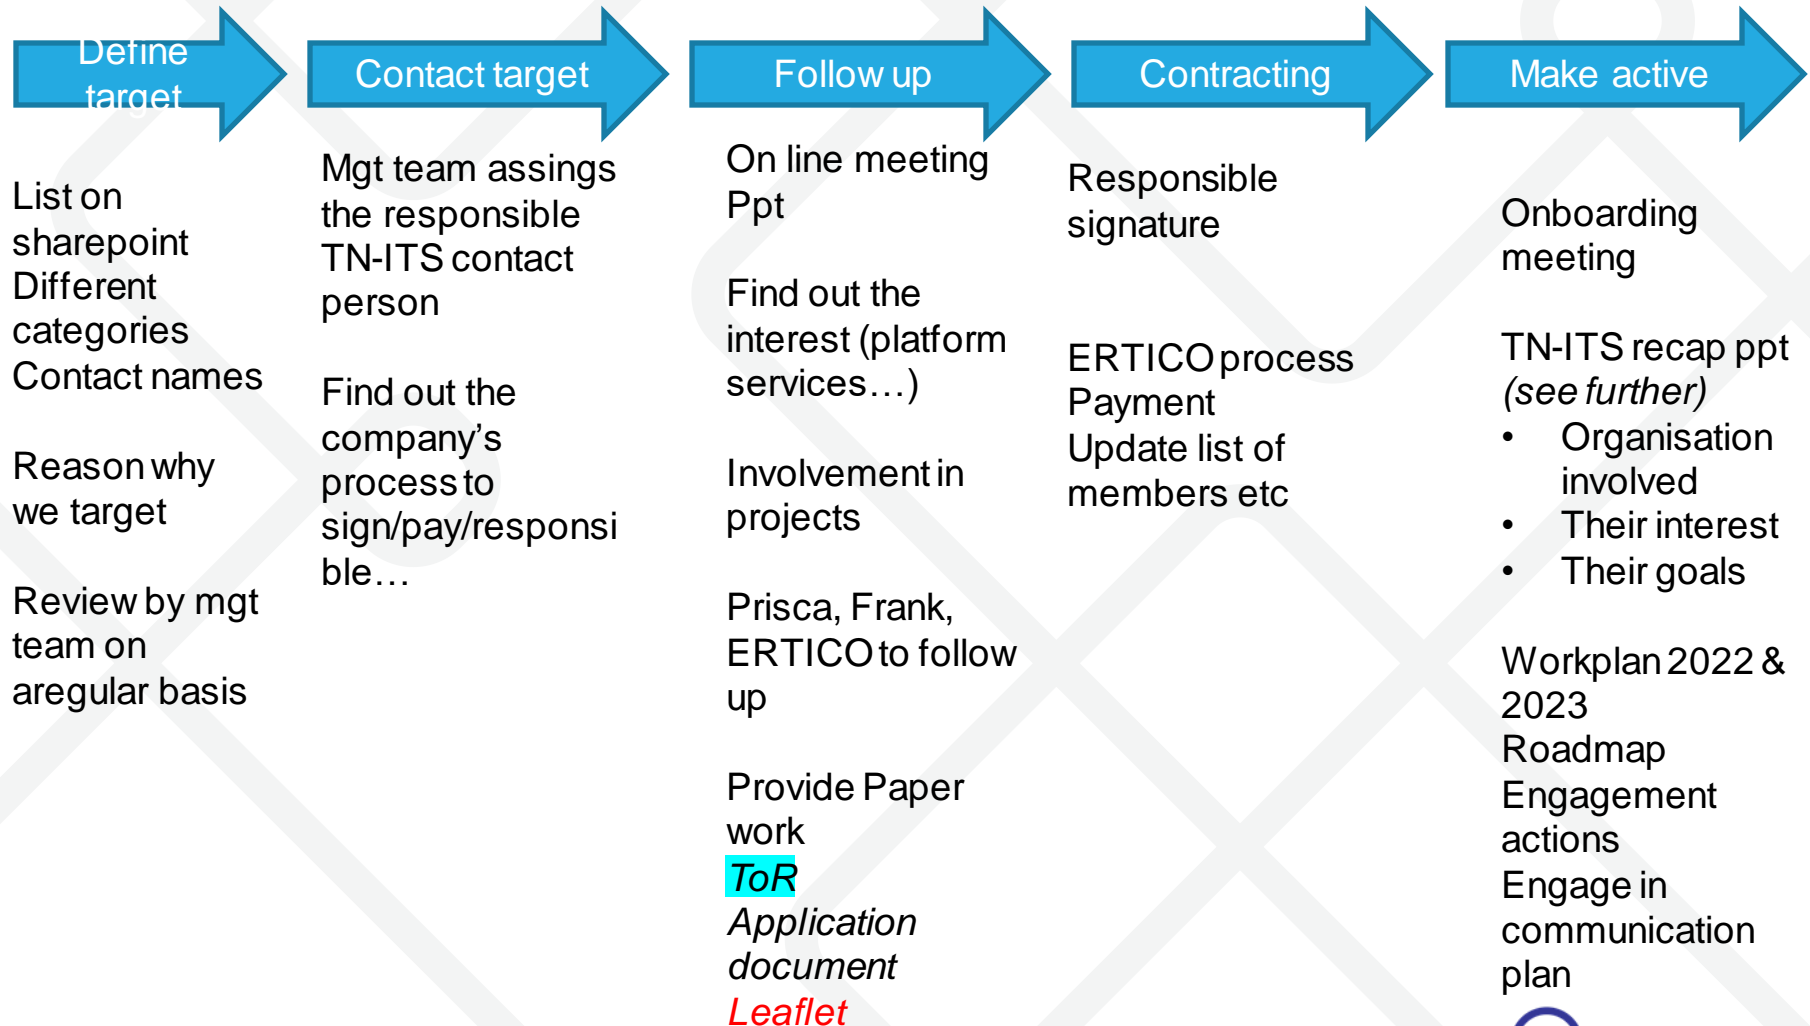 Define
target
Contact target
Follow up
Contracting
Make active
List on
sharepoint
Different
categories
Contact names
Reason why
we target
Review by mgt
team on
aregular basis
Mgt team assings
the responsible
TN-ITS contact
person
Find out the
company's
process to
sign/pay/responsi
ble…
On line meeting
Ppt
Find out the
interest (platform
services…)
Involvement in
projects
Prisca, Frank,
ERTICO to follow
up
Provide Paper
work
ToR
Application
document
Leaflet
Responsible
signature
ERTICO process
Payment
Update list of
members etc
Onboarding
meeting
TN-ITS recap ppt
(see further)
• Organisation
involved
• Their interest
• Their goals
Workplan 2022 &
2023
Roadmap
Engagement
actions
Engage in
communication
plan